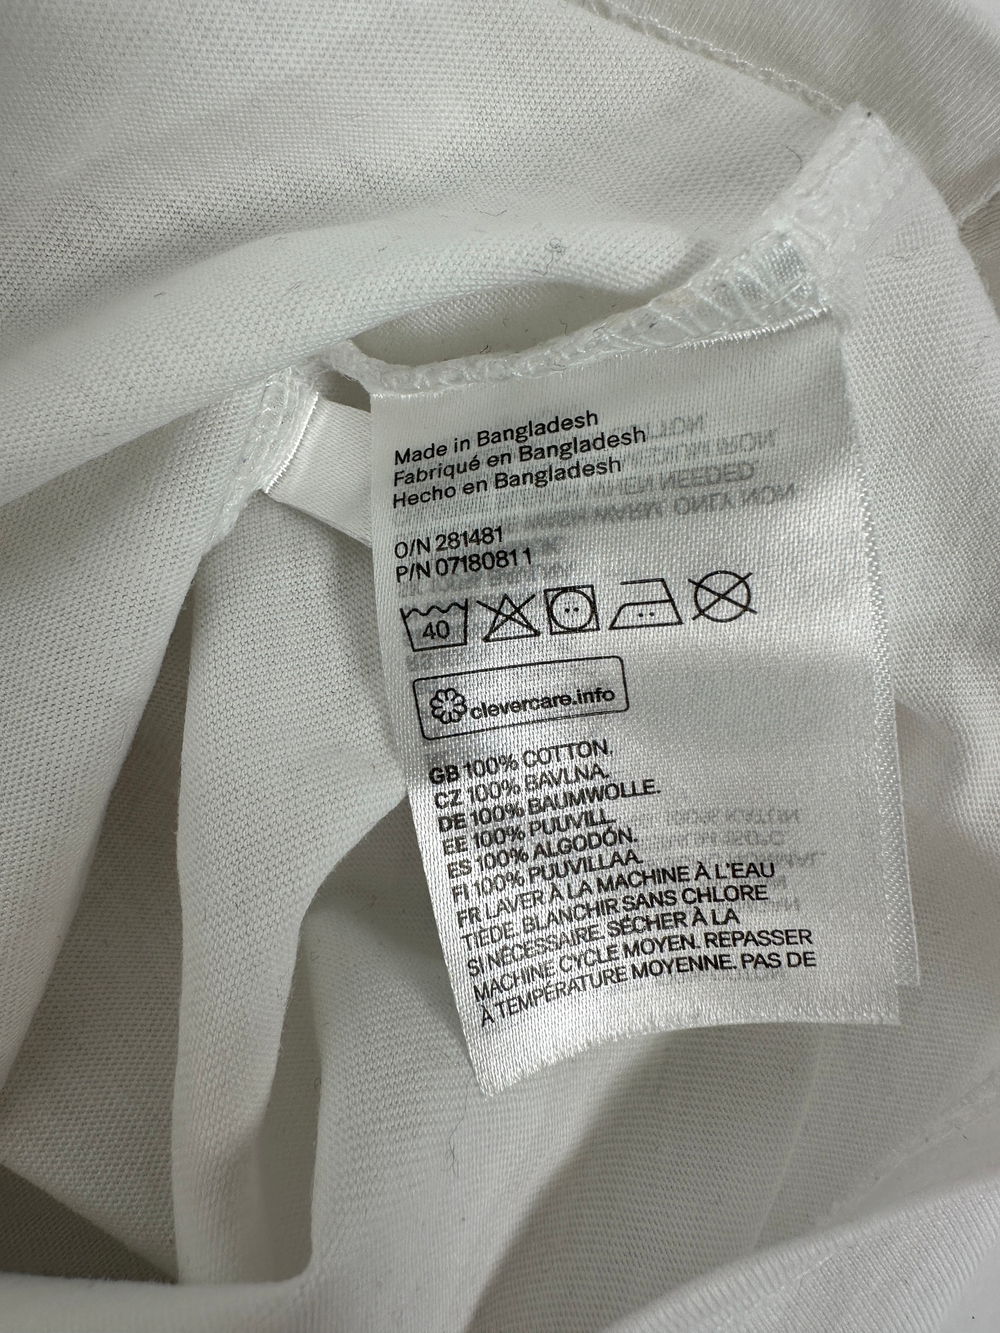 Made in Bangladesh
Fabriqué en Bangladesh
Hecho en Bangladesh
O/N 281481
P/N 07180811
40
clevercare.info
GB 100% COTTON.
CZ 100% BAVLNA.
DE 100% BAUMWOLLE.
EE 100% PUUVILL.
ES 100% ALGODÓN.
FI 100% PUUVILLAA.
FR LAVER À LA MACHINE À L'EAU
TIÈDE. BLANCHIR SANS CHLORE
SI NÉCESSAIRE. SÉCHER À LA
MACHINE CYCLE MOYEN. REPASSER
À TEMPÉRATURE MOYENNE. PAS DE